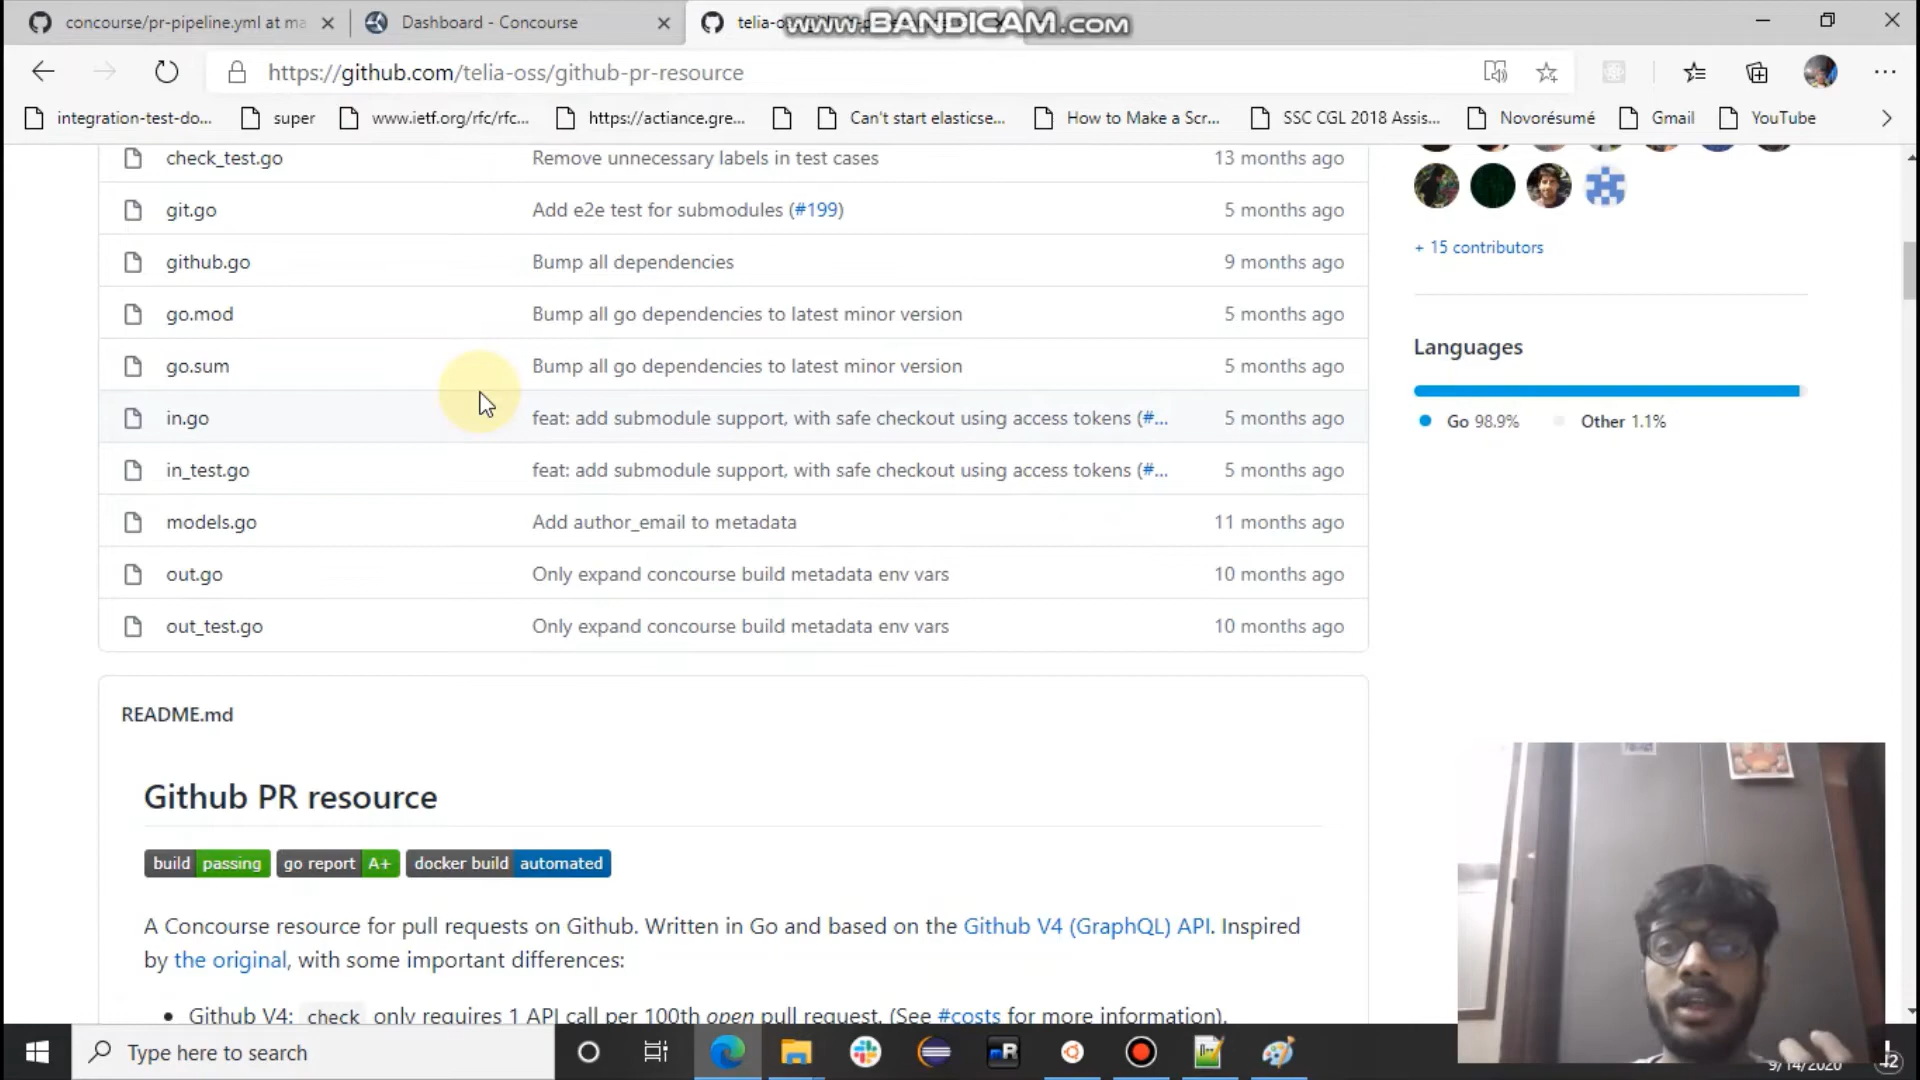 concourse/pr-pipeline.yml at ma
Dashboard - Concourse
www.BANDICAM.com
https://github.com/telia-oss/github-pr-resource
integration-test-do...
super
www.ietf.org/rfc/rfc...
https://actiance.gre...
Can't start elasticse...
How to Make a Scr...
SSC CGL 2018 Assis...
Novorésumé
Gmail
YouTube
check_test.go
Remove unnecessary labels in test cases
13 months ago
git.go
Add e2e test for submodules (#199)
5 months ago
github.go
Bump all dependencies
9 months ago
go.mod
Bump all go dependencies to latest minor version
5 months ago
go.sum
Bump all go dependencies to latest minor version
5 months ago
in.go
feat: add submodule support, with safe checkout using access tokens (#...
5 months ago
in_test.go
feat: add submodule support, with safe checkout using access tokens (#...
5 months ago
models.go
Add author_email to metadata
11 months ago
out.go
Only expand concourse build metadata env vars
10 months ago
out_test.go
Only expand concourse build metadata env vars
10 months ago
+ 15 contributors
Languages
Go 98.9%
Other 1.1%
README.md
Github PR resource
build passing
go report A+
docker build automated
A Concourse resource for pull requests on Github. Written in Go and based on the Github V4 (GraphQL) API. Inspired
by the original, with some important differences:
• Github V4: check only requires 1 API call per 100th open pull request. (See #costs for more information).
Type here to search
9/14/2020